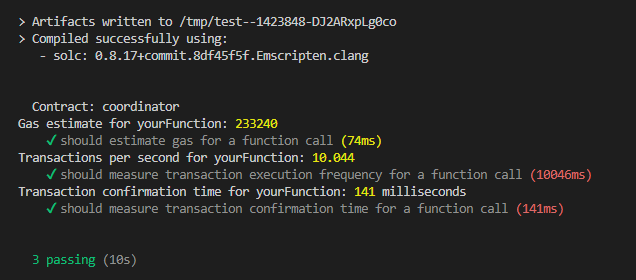 > Artifacts written to /tmp/test--1423848-DJ2ARxpLg0co
> Compiled successfully using:
- solc: 0.8.17+commit.8df45f5f.Emscripten.clang
Contract: coordinator
Gas estimate for yourFunction: 233240
✓ should estimate gas for a function call (74ms)
Transactions per second for yourFunction: 10.044
✓ should measure transaction execution frequency for a function call (10046ms)
Transaction confirmation time for yourFunction: 141 milliseconds
✓ should measure transaction confirmation time for a function call (141ms)
3 passing (10s)